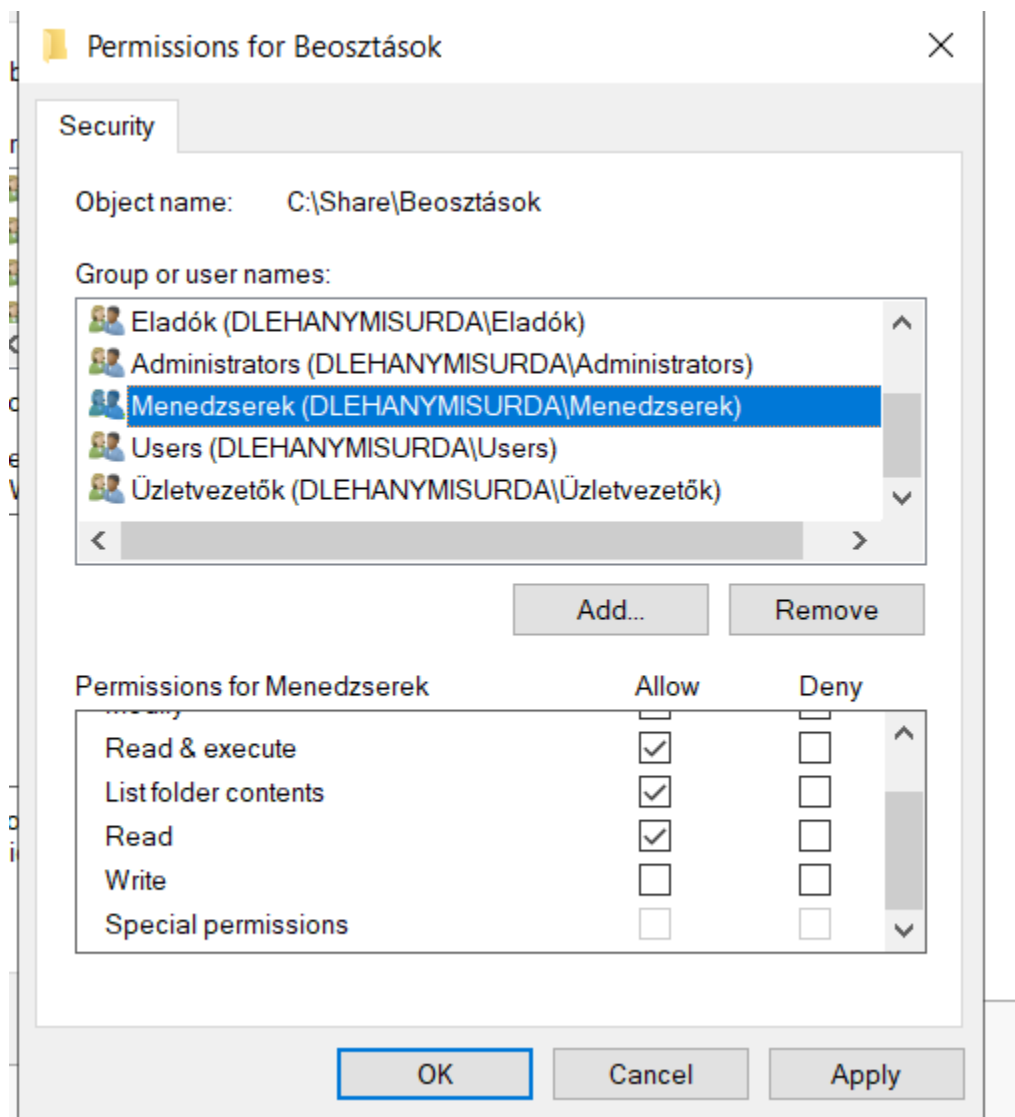 Permissions for Beosztások
Security
Object name: C:\Share\Beosztások
Group or user names:
Eladók (DLEHANYMISURDA\Eladók)
Administrators (DLEHANYMISURDA\Administrators)
Menedzserek (DLEHANYMISURDA\Menedzserek)
Users (DLEHANYMISURDA\Users)
Üzletvezetők (DLEHANYMISURDA\Üzletvezetők)
Add... Remove
Permissions for Menedzserek Allow Deny
Read & execute
List folder contents
Read
Write
Special permissions
OK Cancel Apply